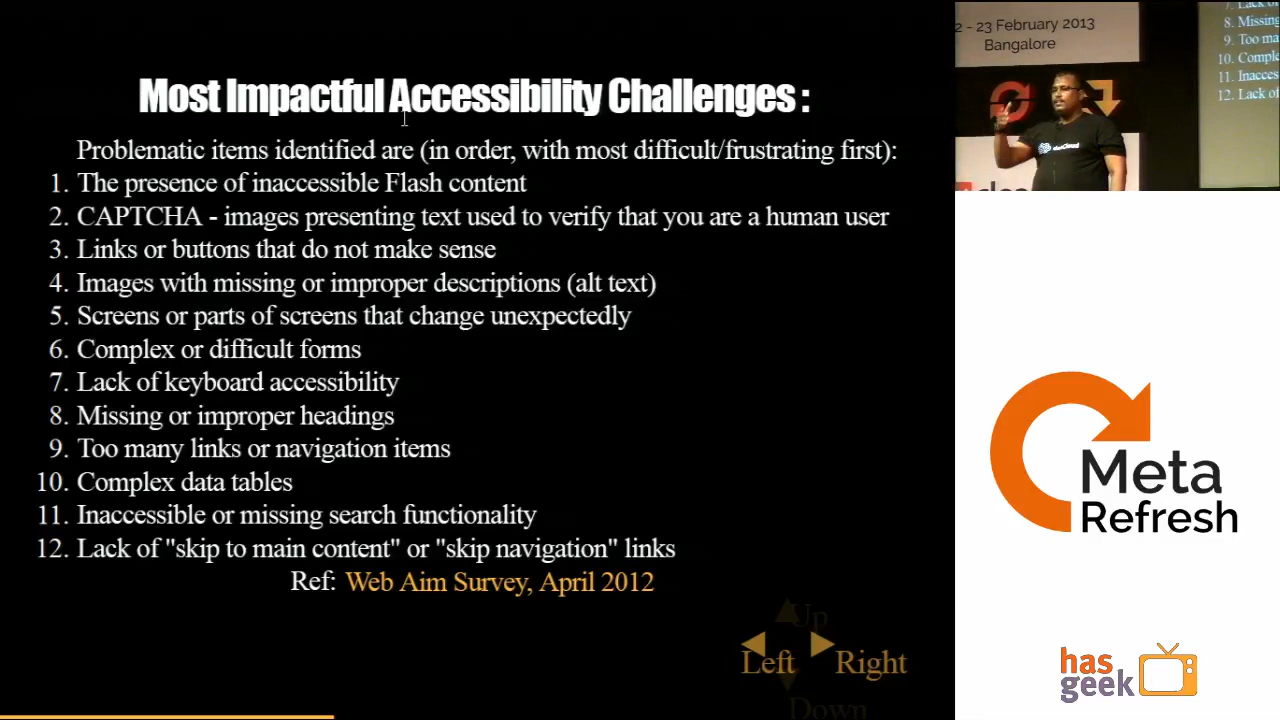 Most Impactful Accessibility Challenges :
Problematic items identified are (in order, with most difficult/frustrating first):
1. The presence of inaccessible Flash content
2. CAPTCHA - images presenting text used to verify that you are a human user
3. Links or buttons that do not make sense
4. Images with missing or improper descriptions (alt text)
5. Screens or parts of screens that change unexpectedly
6. Complex or difficult forms
7. Lack of keyboard accessibility
8. Missing or improper headings
9. Too many links or navigation items
10. Complex data tables
11. Inaccessible or missing search functionality
12. Lack of "skip to main content" or "skip navigation" links
Ref: Web Aim Survey, April 2012
Up
Left Right
Down
2 - 23 February 2013
Bangalore
dotCloud
7. Lack of
8. Missing
9. Too ma
10. Comple
11. Inacces
12. Lack of
Meta
Refresh
has
geek